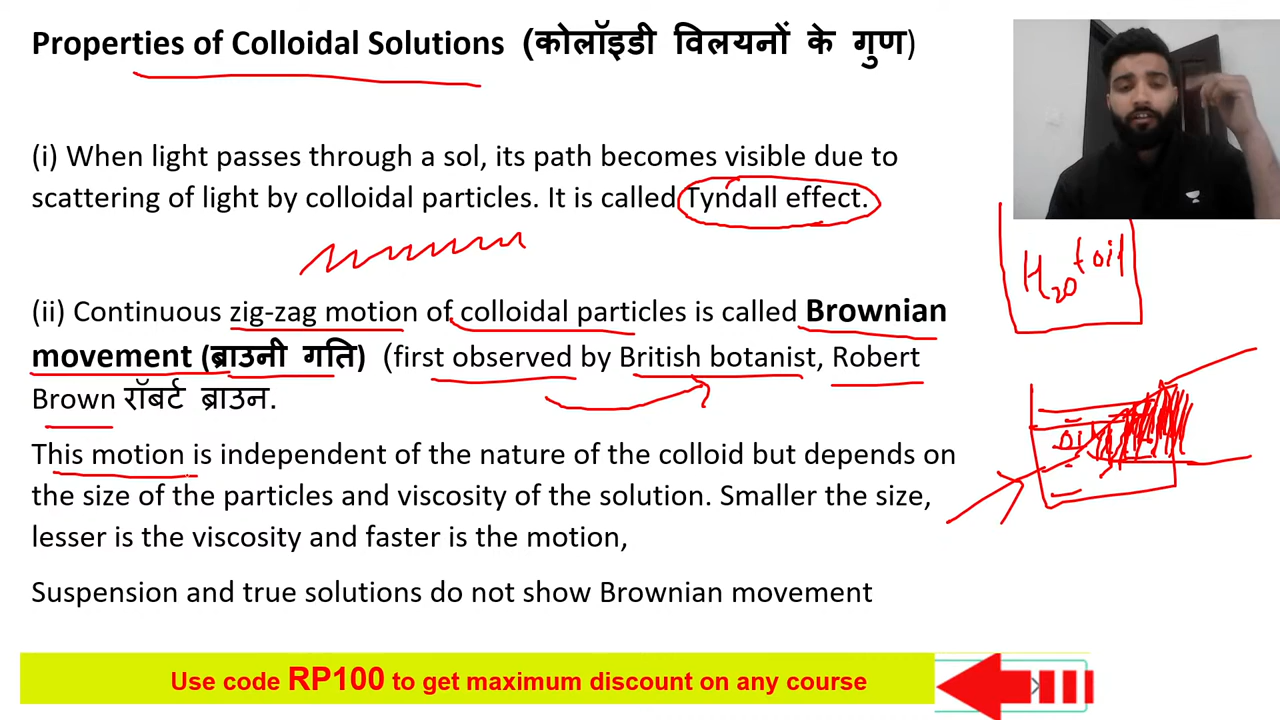 Properties of Colloidal Solutions (कोलॉइडी विलयनों के गुण)
(i) When light passes through a sol, its path becomes visible due to
scattering of light by colloidal particles. It is called Tyndall effect.
H20 + oil
(ii) Continuous zig-zag motion of colloidal particles is called Brownian
movement (ब्राउनी गति) (first observed by British botanist, Robert
Brown रॉबर्ट ब्राउन.
Oil
This motion is independent of the nature of the colloid but depends on
the size of the particles and viscosity of the solution. Smaller the size,
lesser is the viscosity and faster is the motion,
Suspension and true solutions do not show Brownian movement
Use code RP100 to get maximum discount on any course